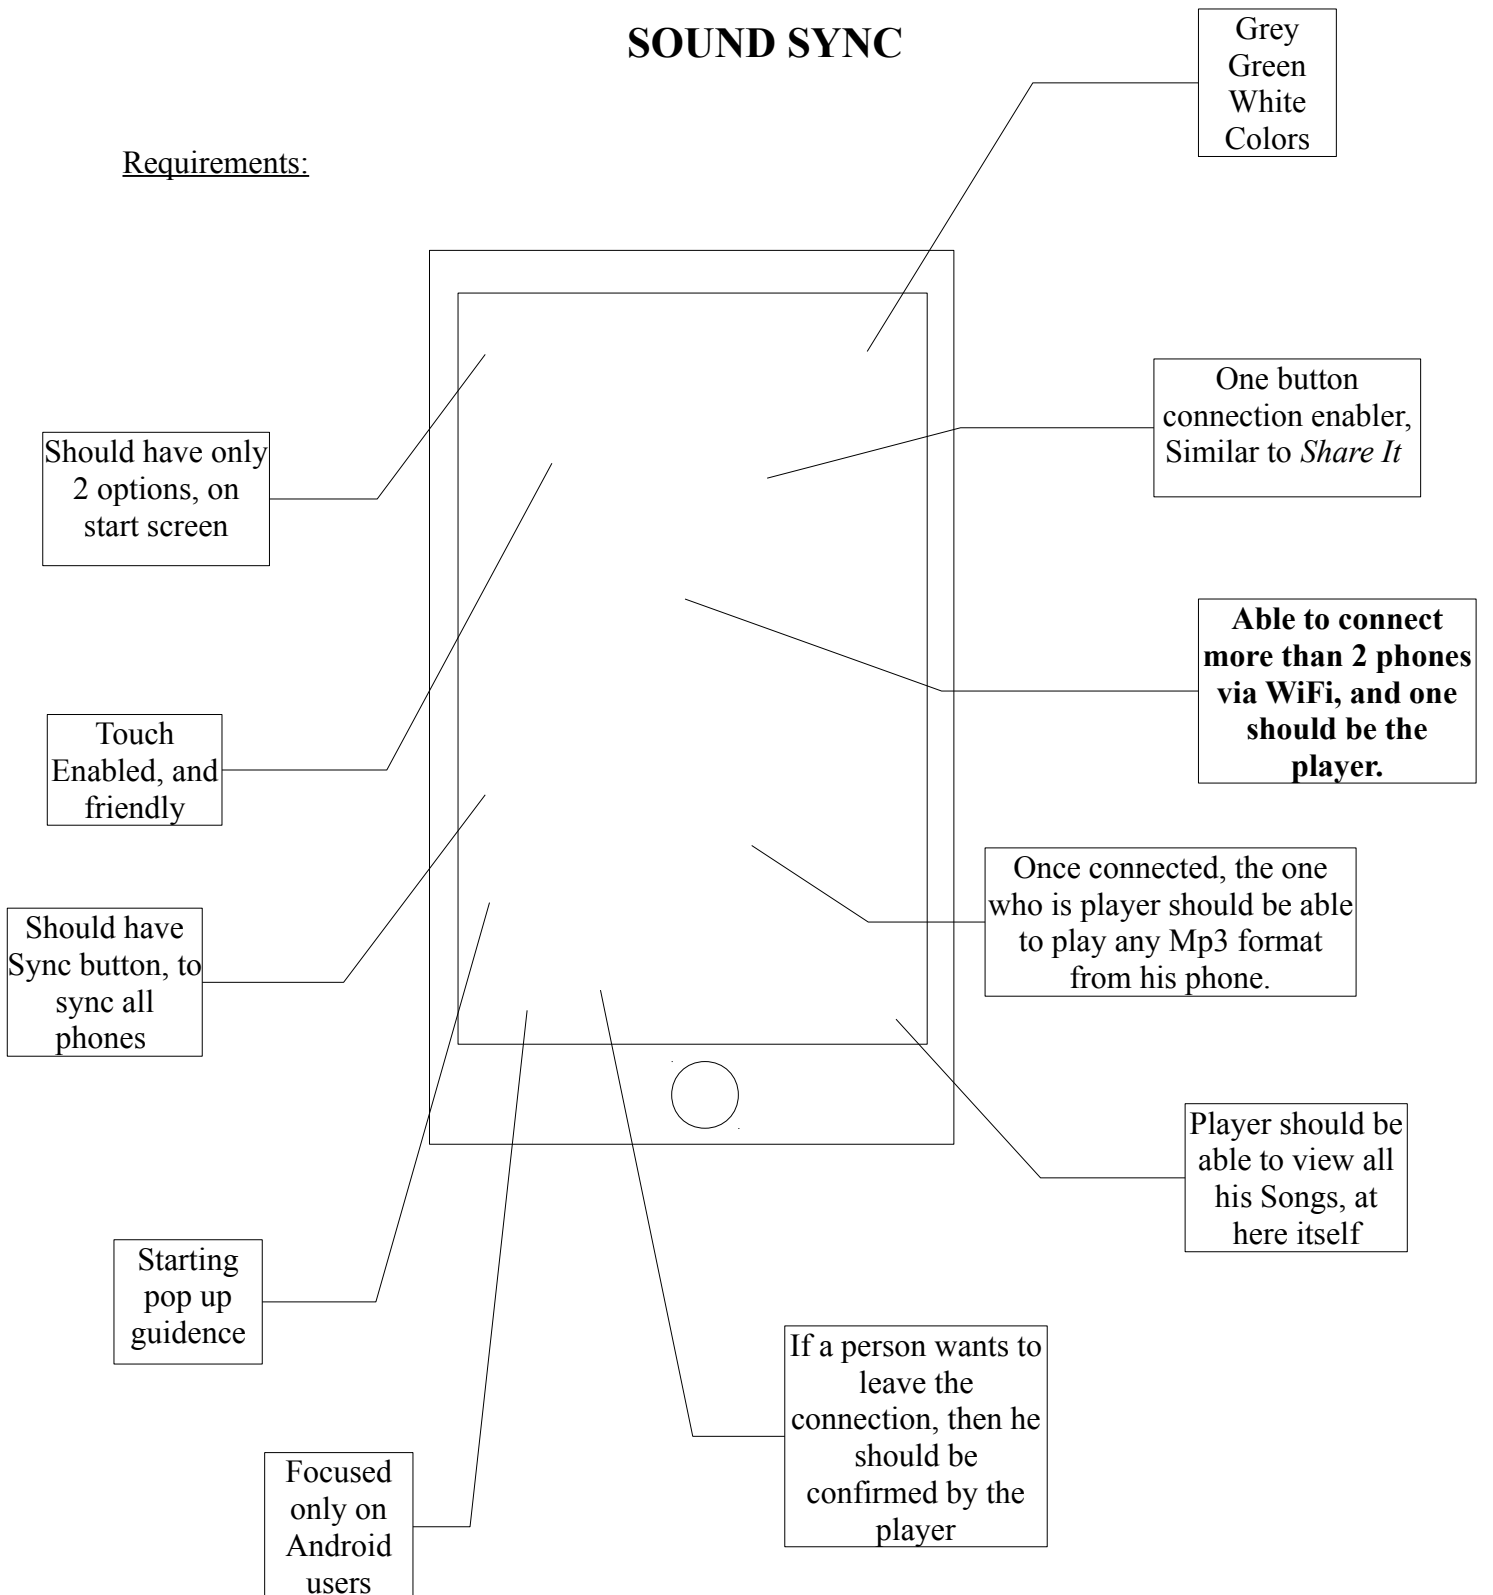 SOUND SYNC
Grey
Green
White
Colors
Requirements:
One button
connection enabler,
Similar to Share It
Should have only
2 options, on
start screen
Able to connect
more than 2 phones
via WiFi, and one
should be the
player.
Touch
Enabled, and
friendly
Once connected, the one
who is player should be able
to play any Mp3 format
from his phone.
Should have
Sync button, to
sync all
phones
Player should be
able to view all
his Songs, at
here itself
Starting
pop up
guidence
If a person wants to
leave the
connection, then he
should be
confirmed by the
player
Focused
only on
Android
users